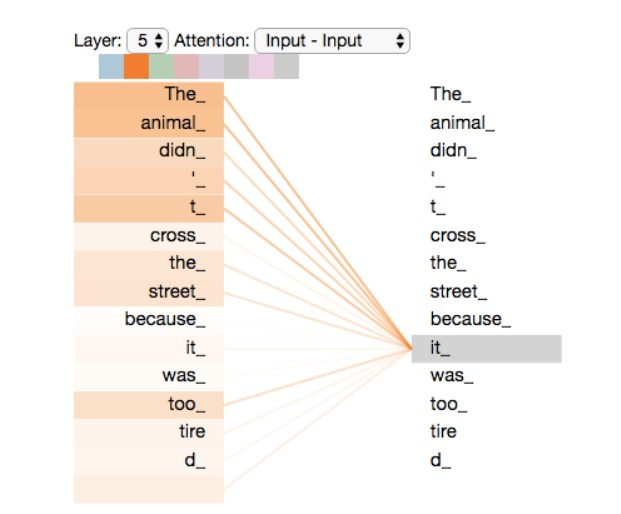 Layer: 5 Attention: Input - Input
The_ The_
animal_ animal_
didn_ didn_
'_ '_
t_ t_
cross_ cross_
the_ the_
street_ street_
because_ because_
it_ it_
was_ was_
too_ too_
tire tire
d_ d_